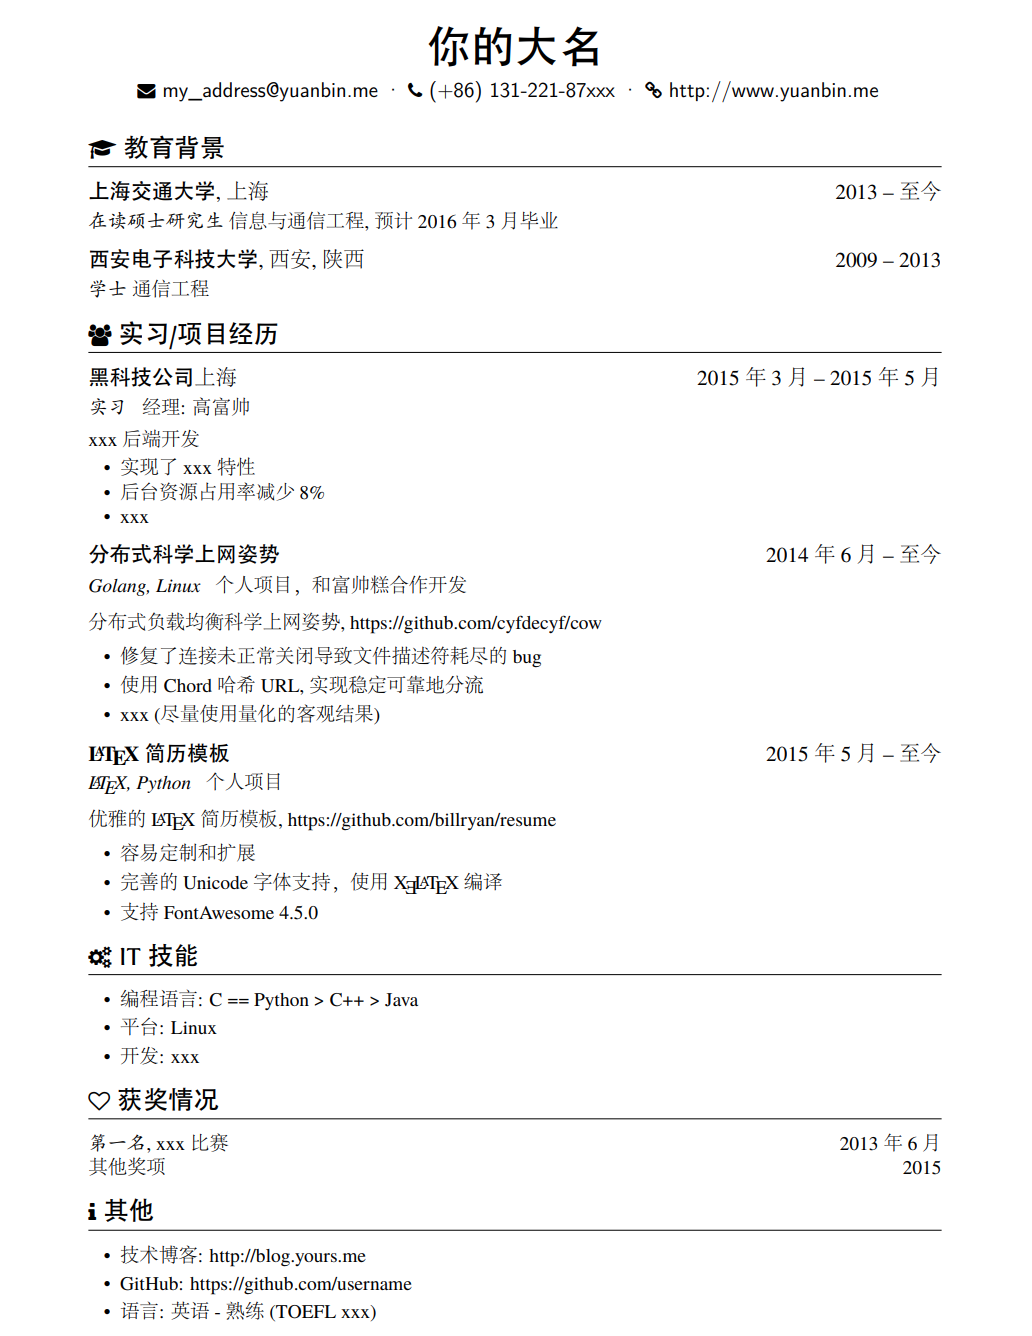 你的大名
my_address@yuanbin.me · (+86) 131-221-87xxx · http://www.yuanbin.me
教育背景
上海交通大学, 上海 2013 – 至今
在读硕士研究生 信息与通信工程, 预计 2016 年 3 月毕业
西安电子科技大学, 西安, 陕西 2009 – 2013
学士 通信工程
实习/项目经历
黑科技公司上海 2015 年 3 月 – 2015 年 5 月
实习 经理: 高富帅
xxx 后端开发
• 实现了 xxx 特性
• 后台资源占用率减少 8%
• xxx
分布式科学上网姿势 2014 年 6 月 – 至今
Golang, Linux 个人项目，和富帅糕合作开发
分布式负载均衡科学上网姿势, https://github.com/cyfdecyf/cow
• 修复了连接未正常关闭导致文件描述符耗尽的 bug
• 使用 Chord 哈希 URL, 实现稳定可靠地分流
• xxx (尽量使用量化的客观结果)
LATEX 简历模板 2015 年 5 月 – 至今
LATEX, Python 个人项目
优雅的 LATEX 简历模板, https://github.com/billryan/resume
• 容易定制和扩展
• 完善的 Unicode 字体支持，使用 XƎLATEX 编译
• 支持 FontAwesome 4.5.0
IT 技能
• 编程语言: C == Python > C++ > Java
• 平台: Linux
• 开发: xxx
获奖情况
第一名, xxx 比赛 2013 年 6 月
其他奖项 2015
其他
• 技术博客: http://blog.yours.me
• GitHub: https://github.com/username
• 语言: 英语 - 熟练 (TOEFL xxx)